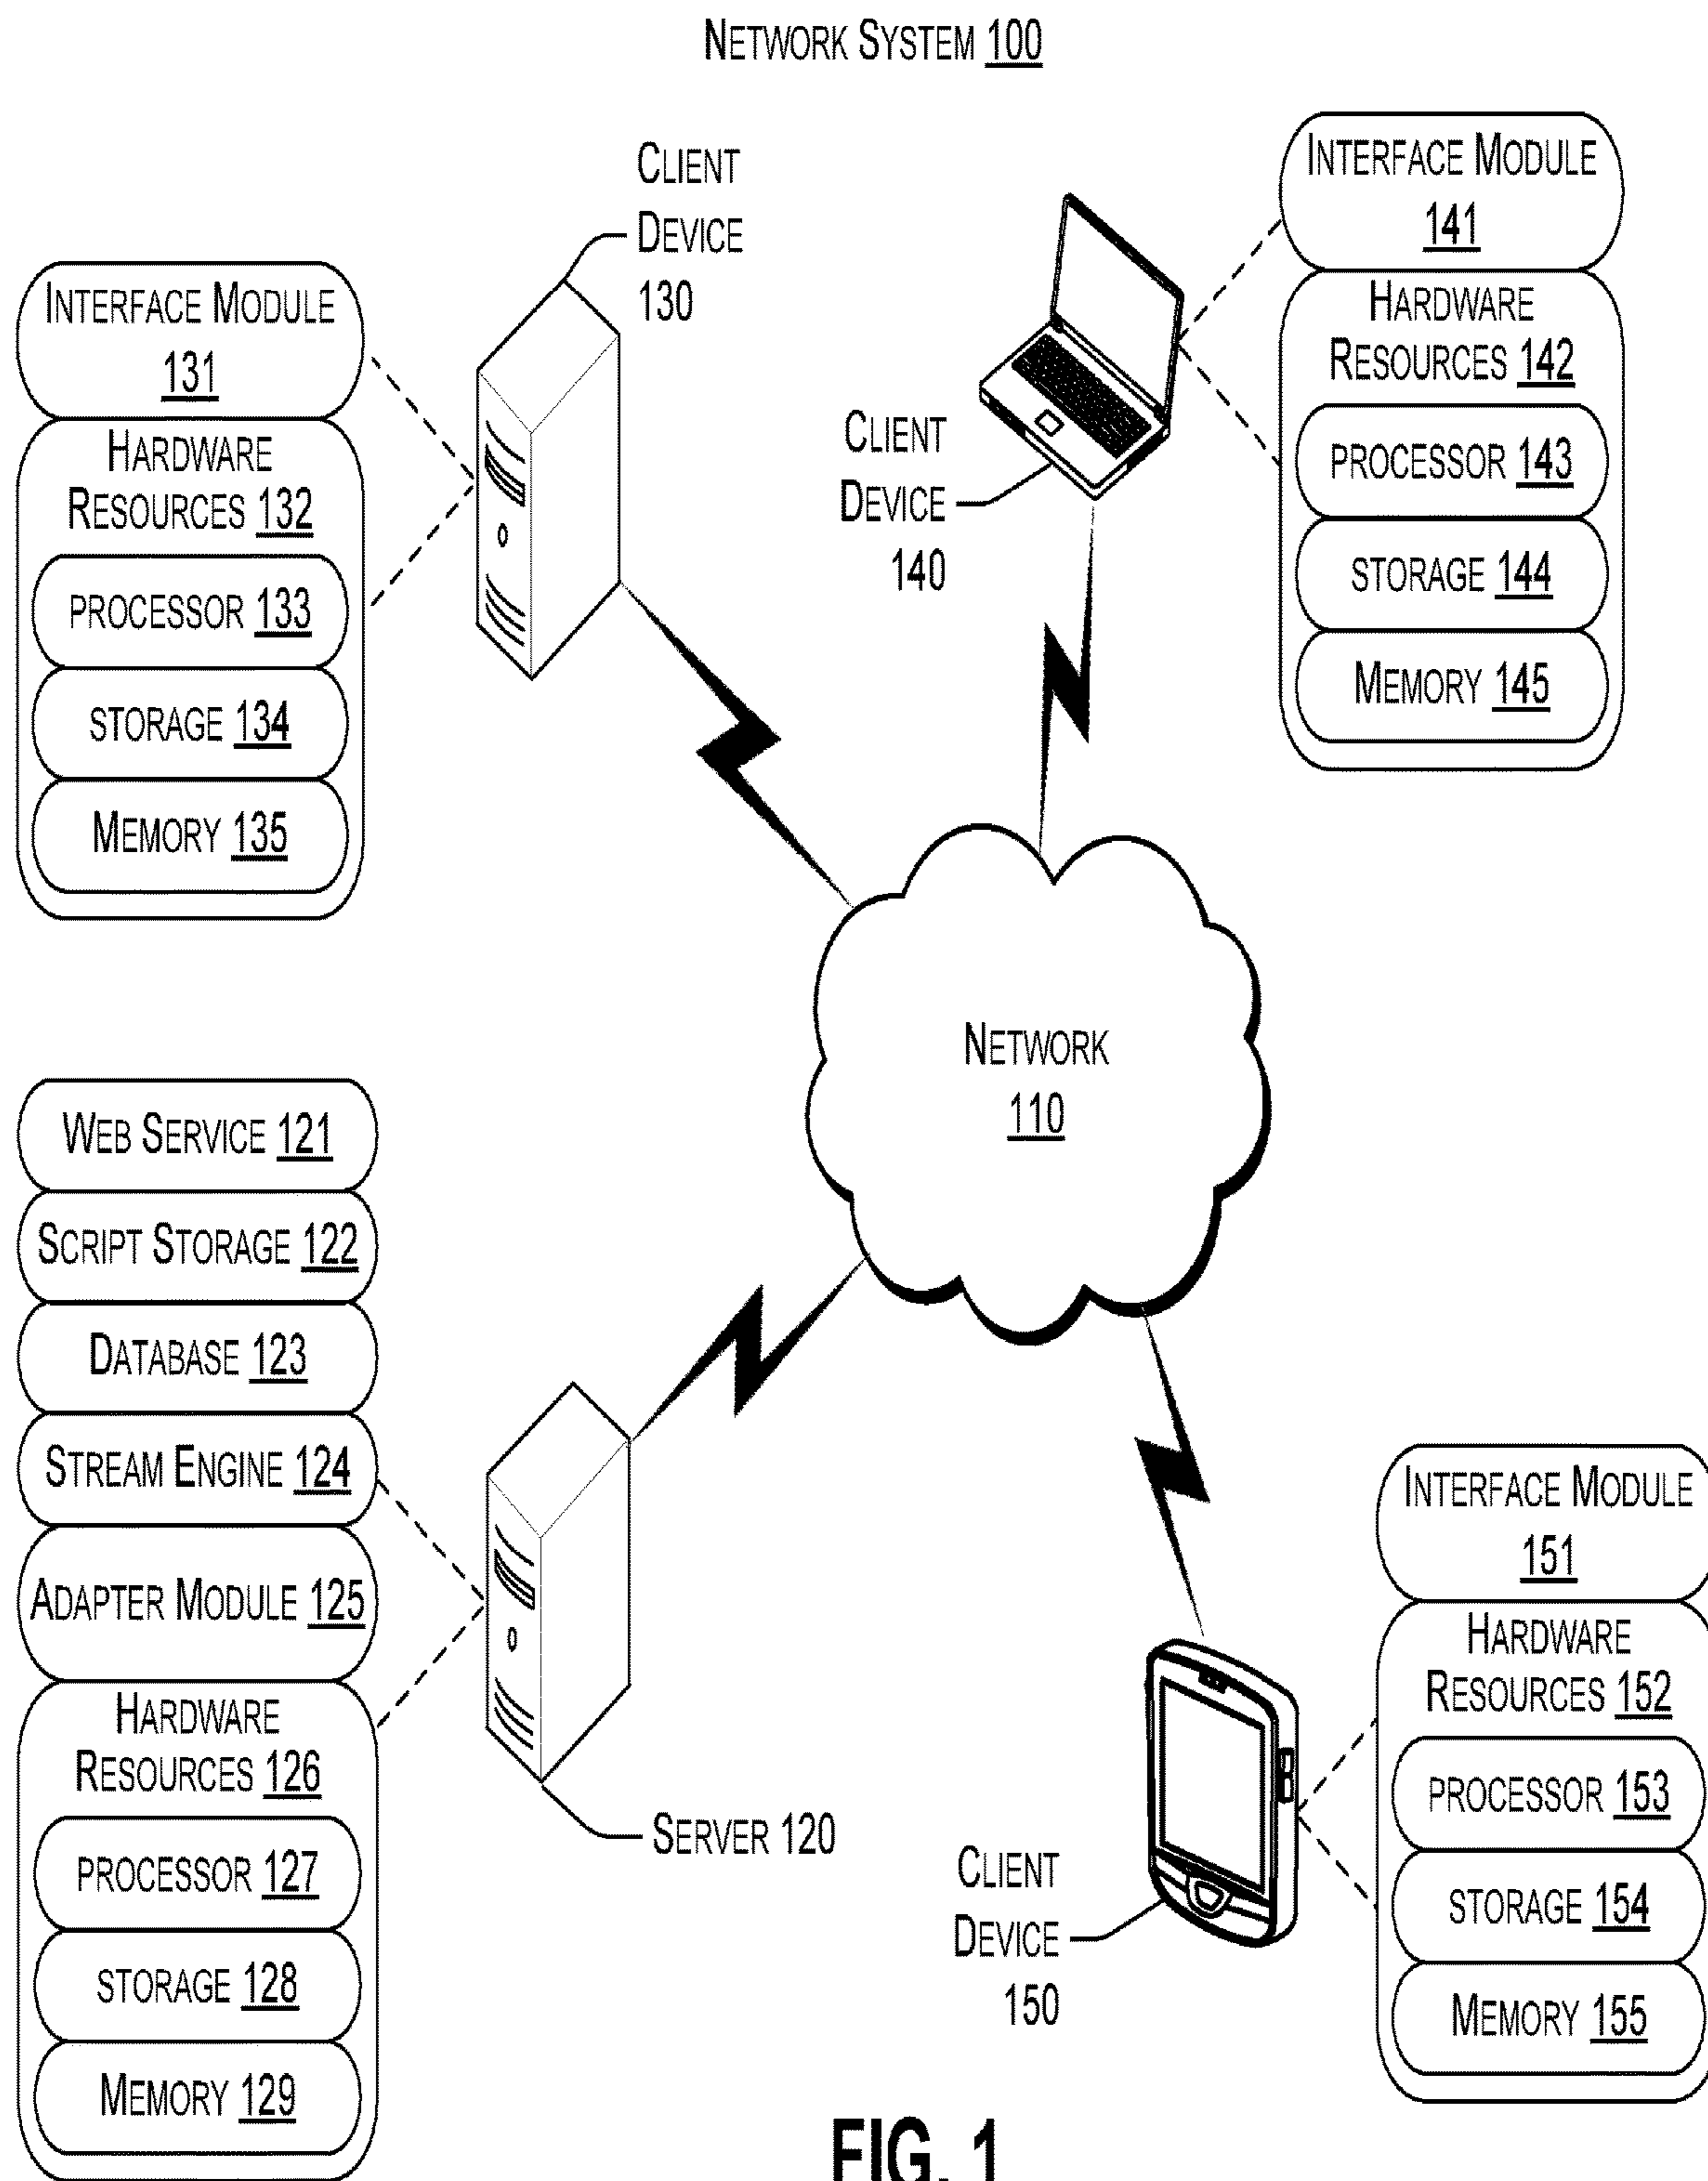 Network System 100
Client
Device
130
Interface Module
131
Hardware
Resources 132
processor 133
storage 134
Memory 135
Client
Device
140
Interface Module
141
Hardware
Resources 142
processor 143
storage 144
Memory 145
Network
110
Web Service 121
Script Storage 122
Database 123
Stream Engine 124
Adapter Module 125
Hardware
Resources 126
processor 127
storage 128
Memory 129
Server 120
Client
Device
150
Interface Module
151
Hardware
Resources 152
processor 153
storage 154
Memory 155
FIG. 1